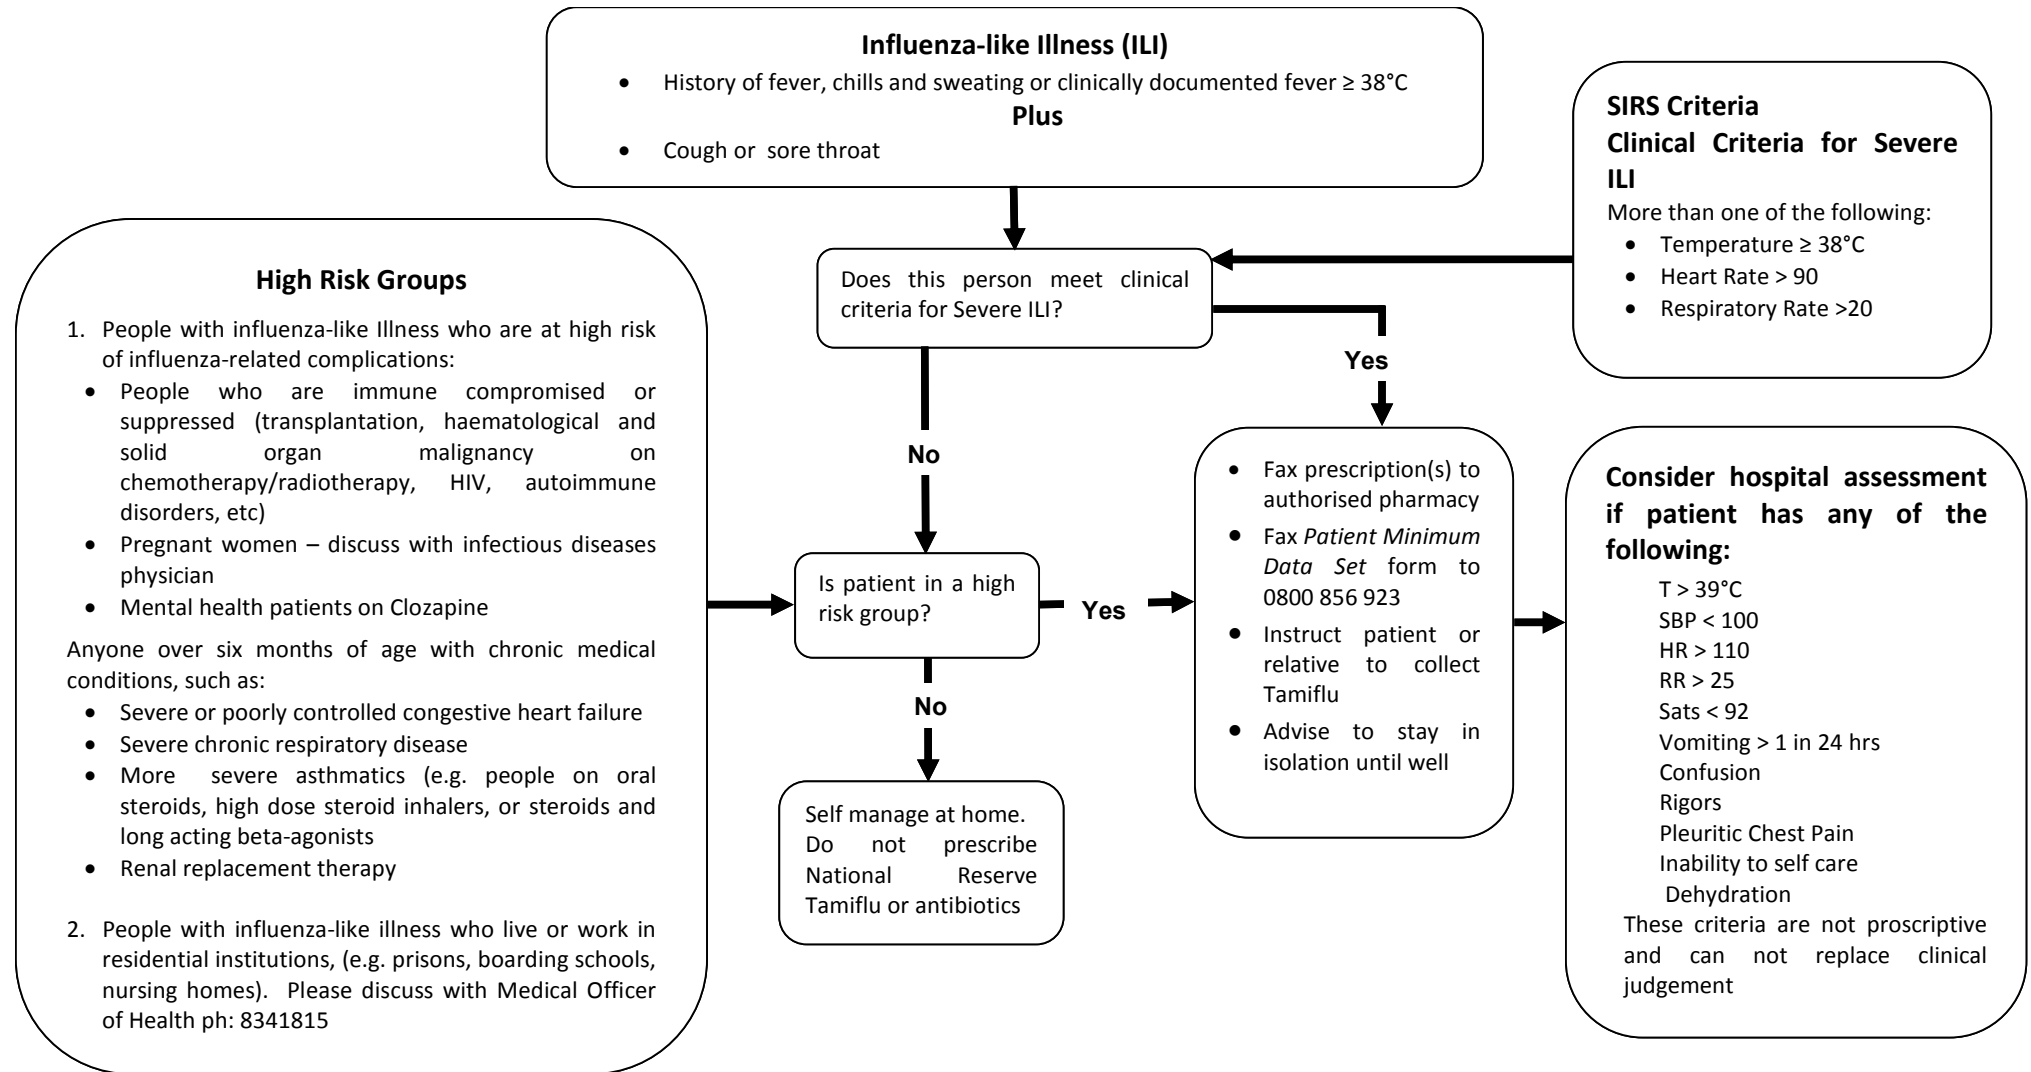 Influenza-like Illness (ILI)
• History of fever, chills and sweating or clinically documented fever ≥ 38°C
Plus
• Cough or sore throat
SIRS Criteria
Clinical Criteria for Severe
ILI
More than one of the following:
• Temperature ≥ 38°C
• Heart Rate > 90
• Respiratory Rate >20
Does this person meet clinical
criteria for Severe ILI?
Yes
No
High Risk Groups
1. People with influenza-like Illness who are at high risk
of influenza-related complications:
• People who are immune compromised or
suppressed (transplantation, haematological and
solid organ malignancy on
chemotherapy/radiotherapy, HIV, autoimmune
disorders, etc)
• Pregnant women – discuss with infectious diseases
physician
• Mental health patients on Clozapine
Anyone over six months of age with chronic medical
conditions, such as:
• Severe or poorly controlled congestive heart failure
• Severe chronic respiratory disease
• More severe asthmatics (e.g. people on oral
steroids, high dose steroid inhalers, or steroids and
long acting beta-agonists
• Renal replacement therapy
2. People with influenza-like illness who live or work in
residential institutions, (e.g. prisons, boarding schools,
nursing homes). Please discuss with Medical Officer
of Health ph: 8341815
Is patient in a high
risk group?
Yes
No
Self manage at home.
Do not prescribe
National Reserve
Tamiflu or antibiotics
• Fax prescription(s) to
authorised pharmacy
• Fax Patient Minimum
Data Set form to
0800 856 923
• Instruct patient or
relative to collect
Tamiflu
• Advise to stay in
isolation until well
Consider hospital assessment
if patient has any of the
following:
T > 39°C
SBP < 100
HR > 110
RR > 25
Sats < 92
Vomiting > 1 in 24 hrs
Confusion
Rigors
Pleuritic Chest Pain
Inability to self care
Dehydration
These criteria are not proscriptive
and can not replace clinical
judgement